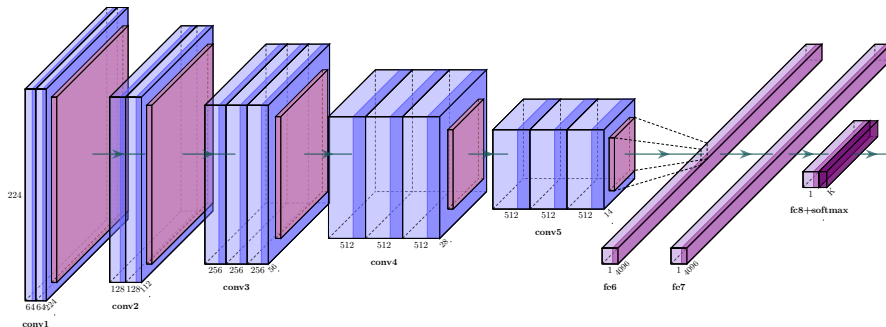 224
64 64 224
conv1
128 128 112
conv2
256 256 256 56
conv3
512 512 512 28
conv4
512 512 512 14
conv5
1 4096
fc6
1 4096
fc7
1 K
fc8+softmax